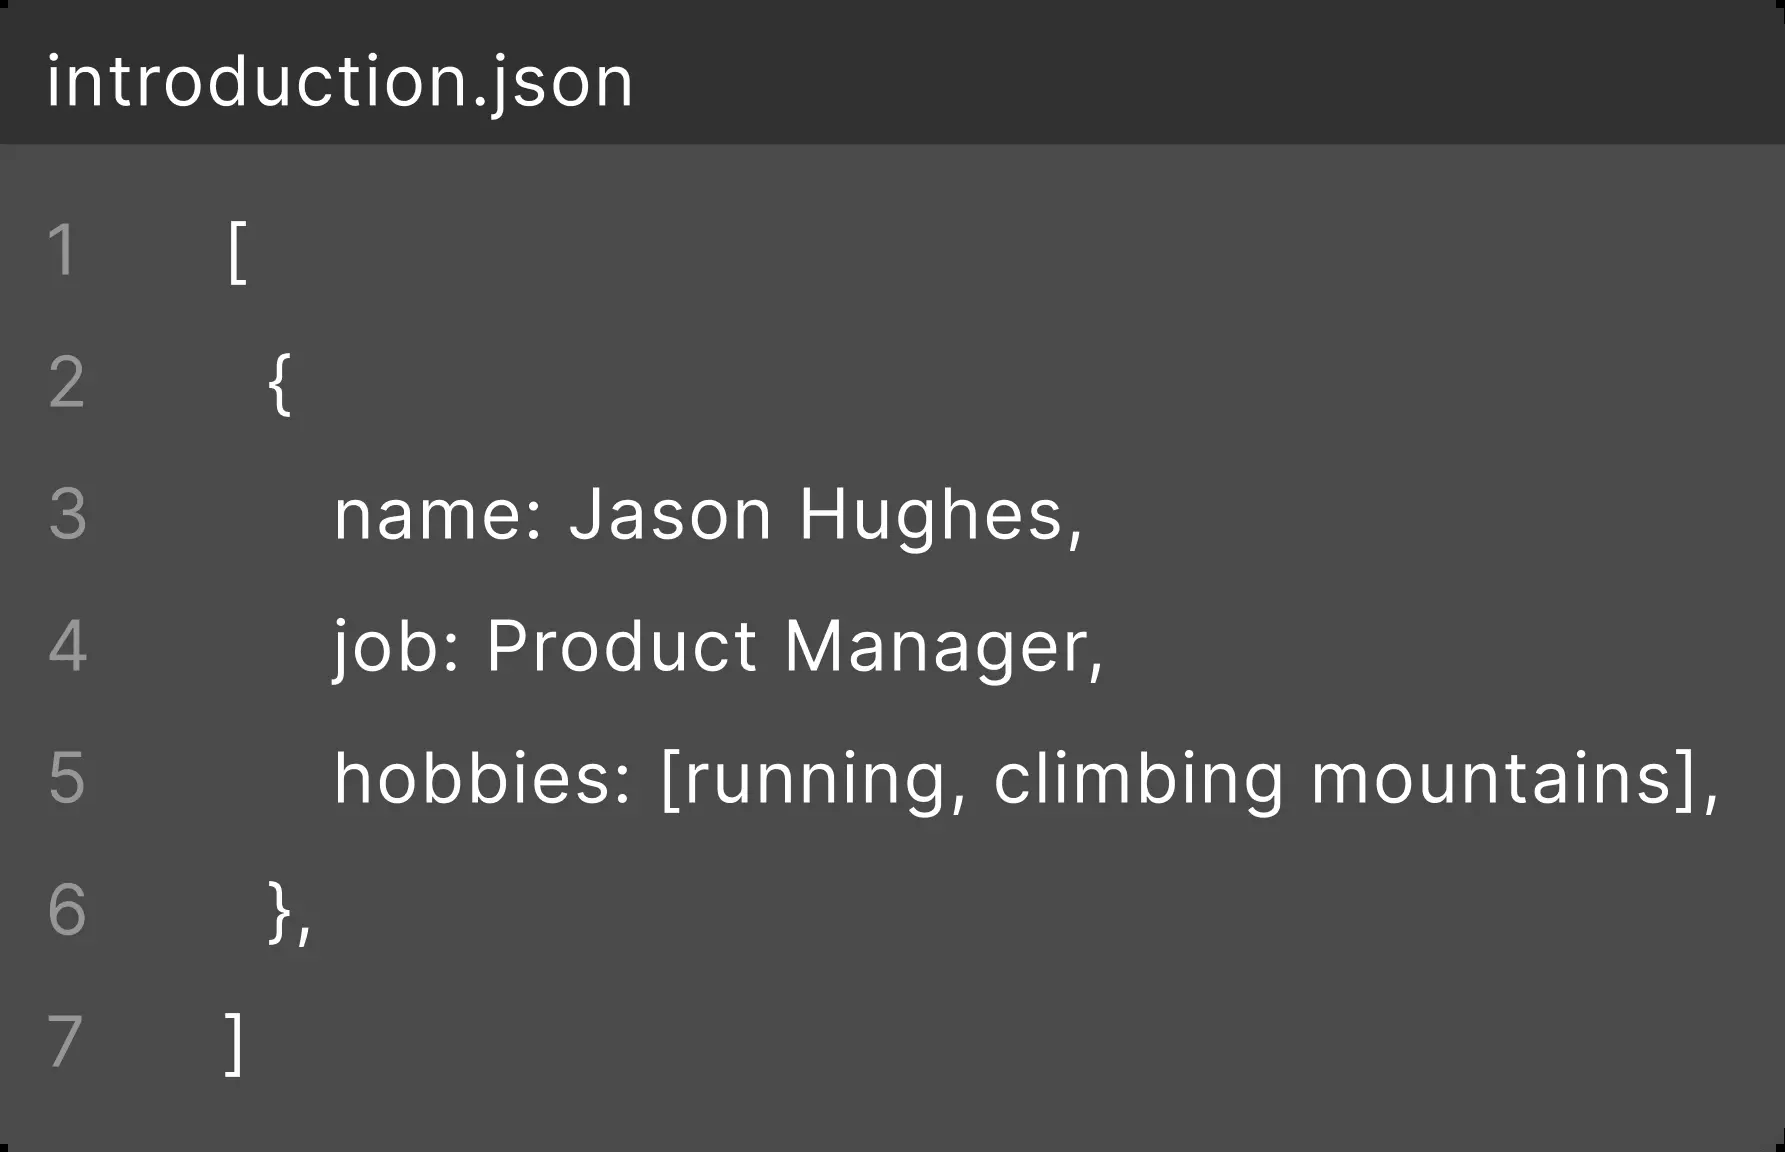 introduction.json
1 [
2 {
3 name: Jason Hughes,
4 job: Product Manager,
5 hobbies: [running, climbing mountains],
6 },
7 ]